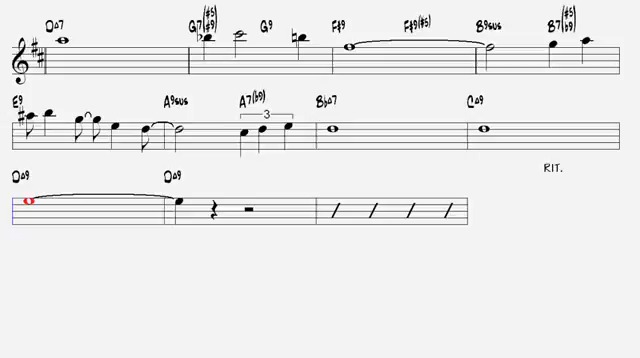 D△7 G7(#5 #9) G9 F#9 F#9(#5) B9sus B7(#5 b9)
E9 A9sus A7(b9) B♭△7 C△9
3
RIT.
D△9 D△9